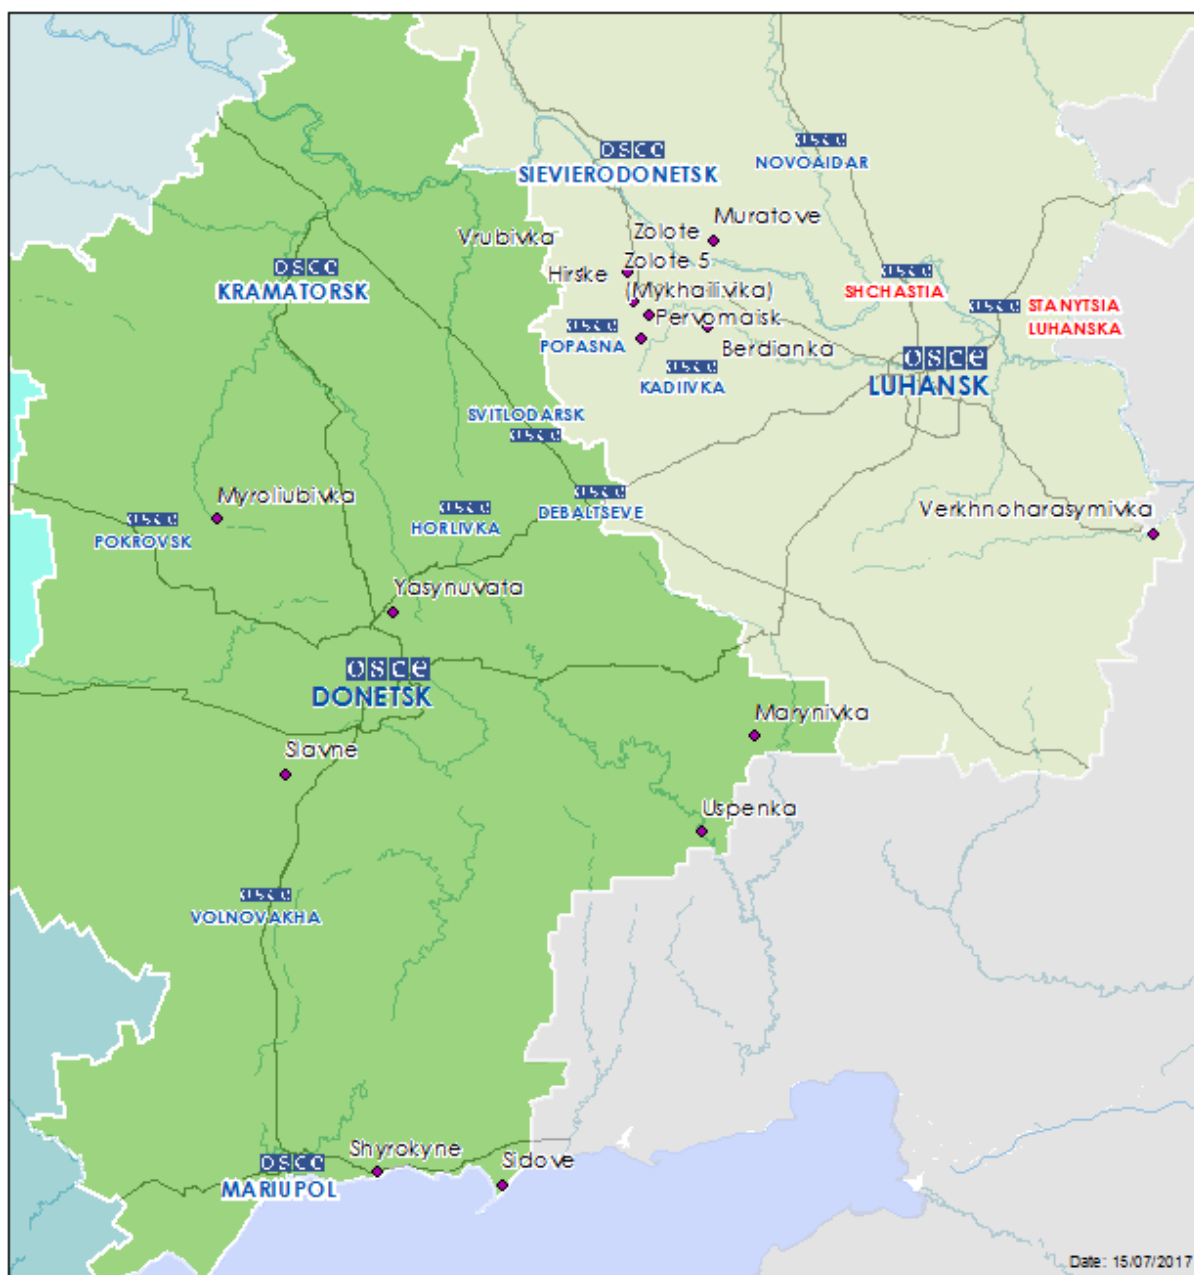 osce
SIEVIERODONETSK
osce
NOVOAIDAR
Muratove
Zolote
Vrubivka
Zolote 5
(Mykhailivka)
Hirske
osce
KRAMATORSK
osce
SHCHASTIA
osce
STANYTSIA
LUHANSKA
Pervomaisk
osce
POPASNA
Berdianka
osce
LUHANSK
osce
KADIIVKA
SVITLODARSK
osce
Myroliubivka
osce
POKROVSK
osce
HORLIVKA
osce
DEBALTSEVE
Verkhnoharasymivka
Yasynuvata
osce
DONETSK
Marynivka
Slavne
Uspenka
osce
VOLNOVAKHA
Shyrokyne
Sidove
osce
MARIUPOL
Date: 15/07/2017